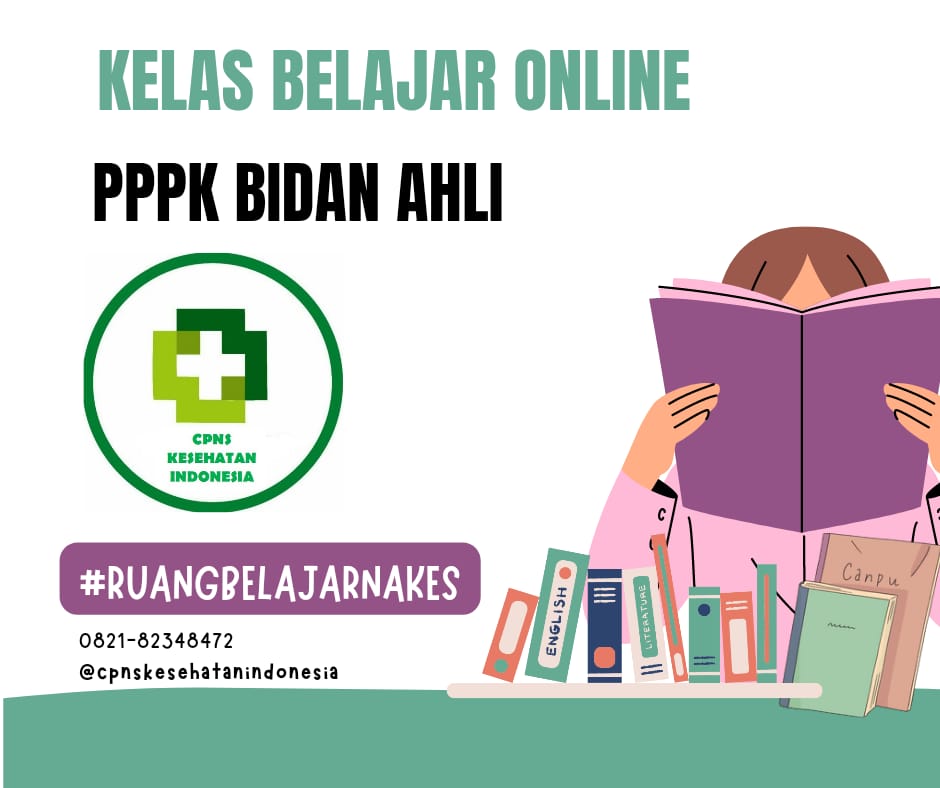 KELAS BELAJAR ONLINE
PPPK BIDAN AHLI
CPNS
KESEHATAN
INDONESIA
#RUANGBELAJARNAKES
0821-82348472
@cpnskesehatanindonesia
ENGLISH
LITERATURE
Canpu